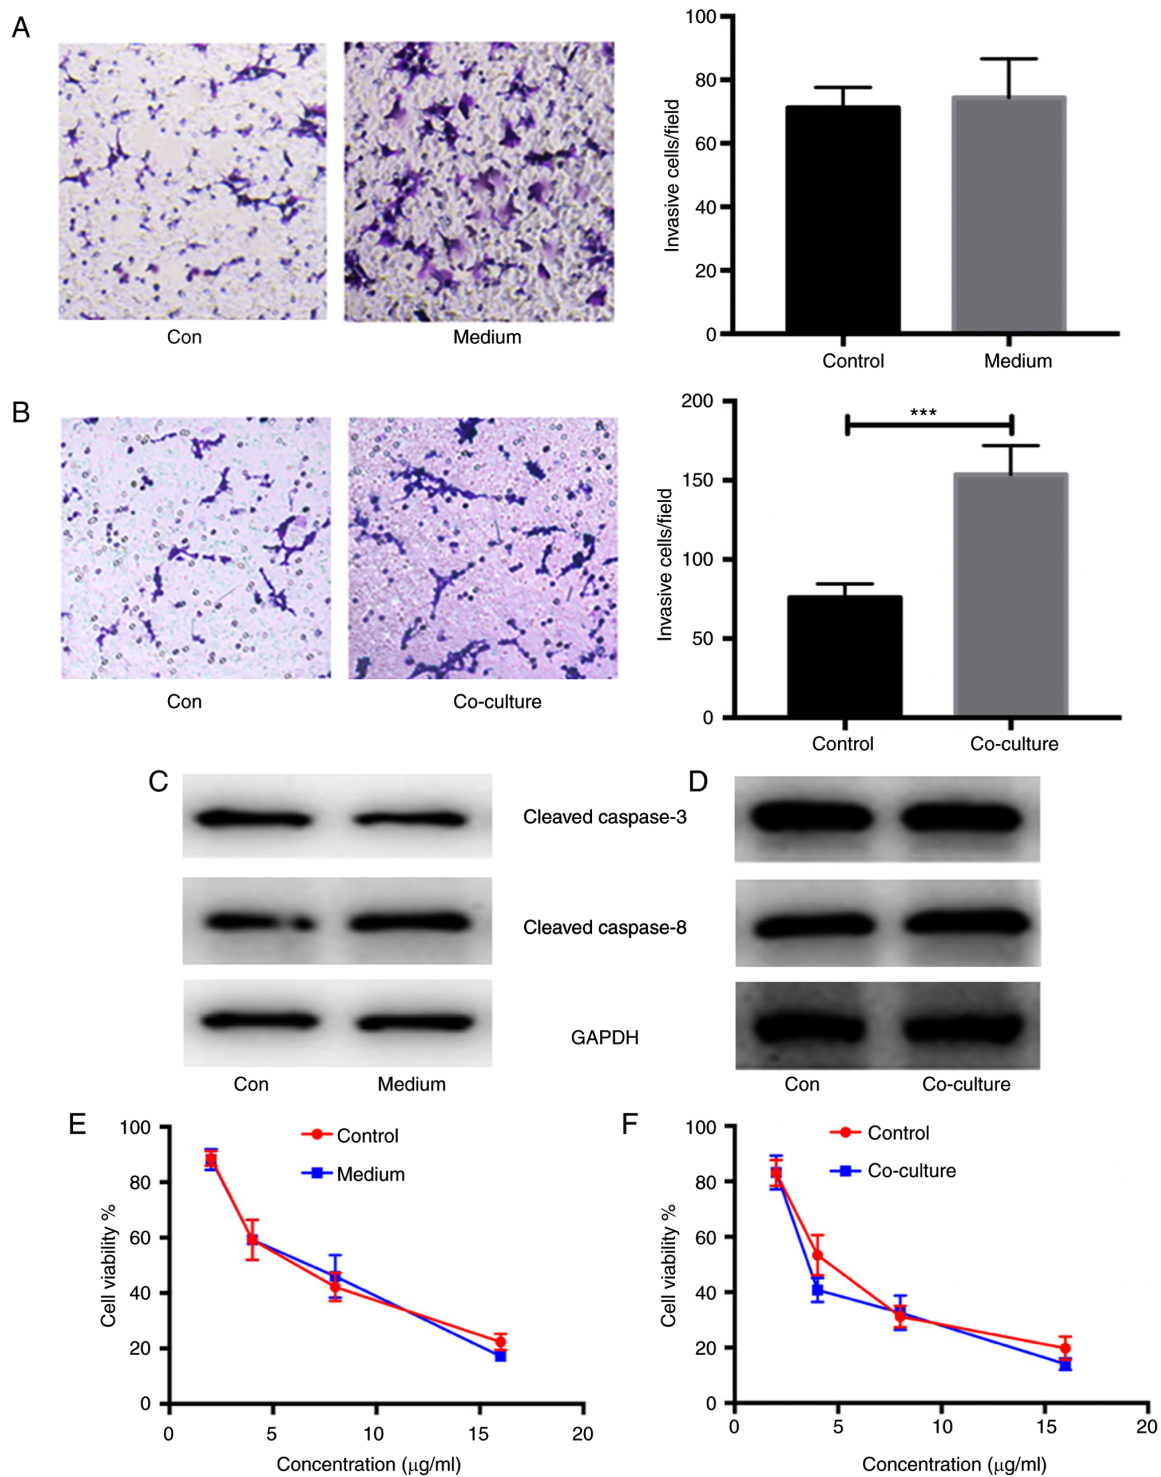 A
Con
Medium
Invasive cells/field
100
80
60
40
20
0
Control
Medium
B
Con
Co-culture
Invasive cells/field
200
150
100
50
0
***
Control
Co-culture
C
D
Cleaved caspase-3
Cleaved caspase-8
GAPDH
Con
Medium
Con
Co-culture
E
Cell viability %
100
80
60
40
20
0
Control
Medium
0
5
10
15
20
Concentration (μg/ml)
F
Cell viability %
100
80
60
40
20
0
Control
Co-culture
0
5
10
15
20
Concentration (μg/ml)